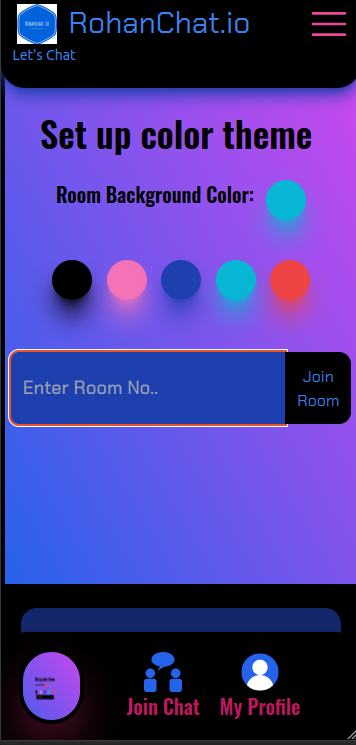 RohanChat.io
Let's Chat
Set up color theme
Room Background Color:
Enter Room No..
Join
Room
Join Chat
My Profile